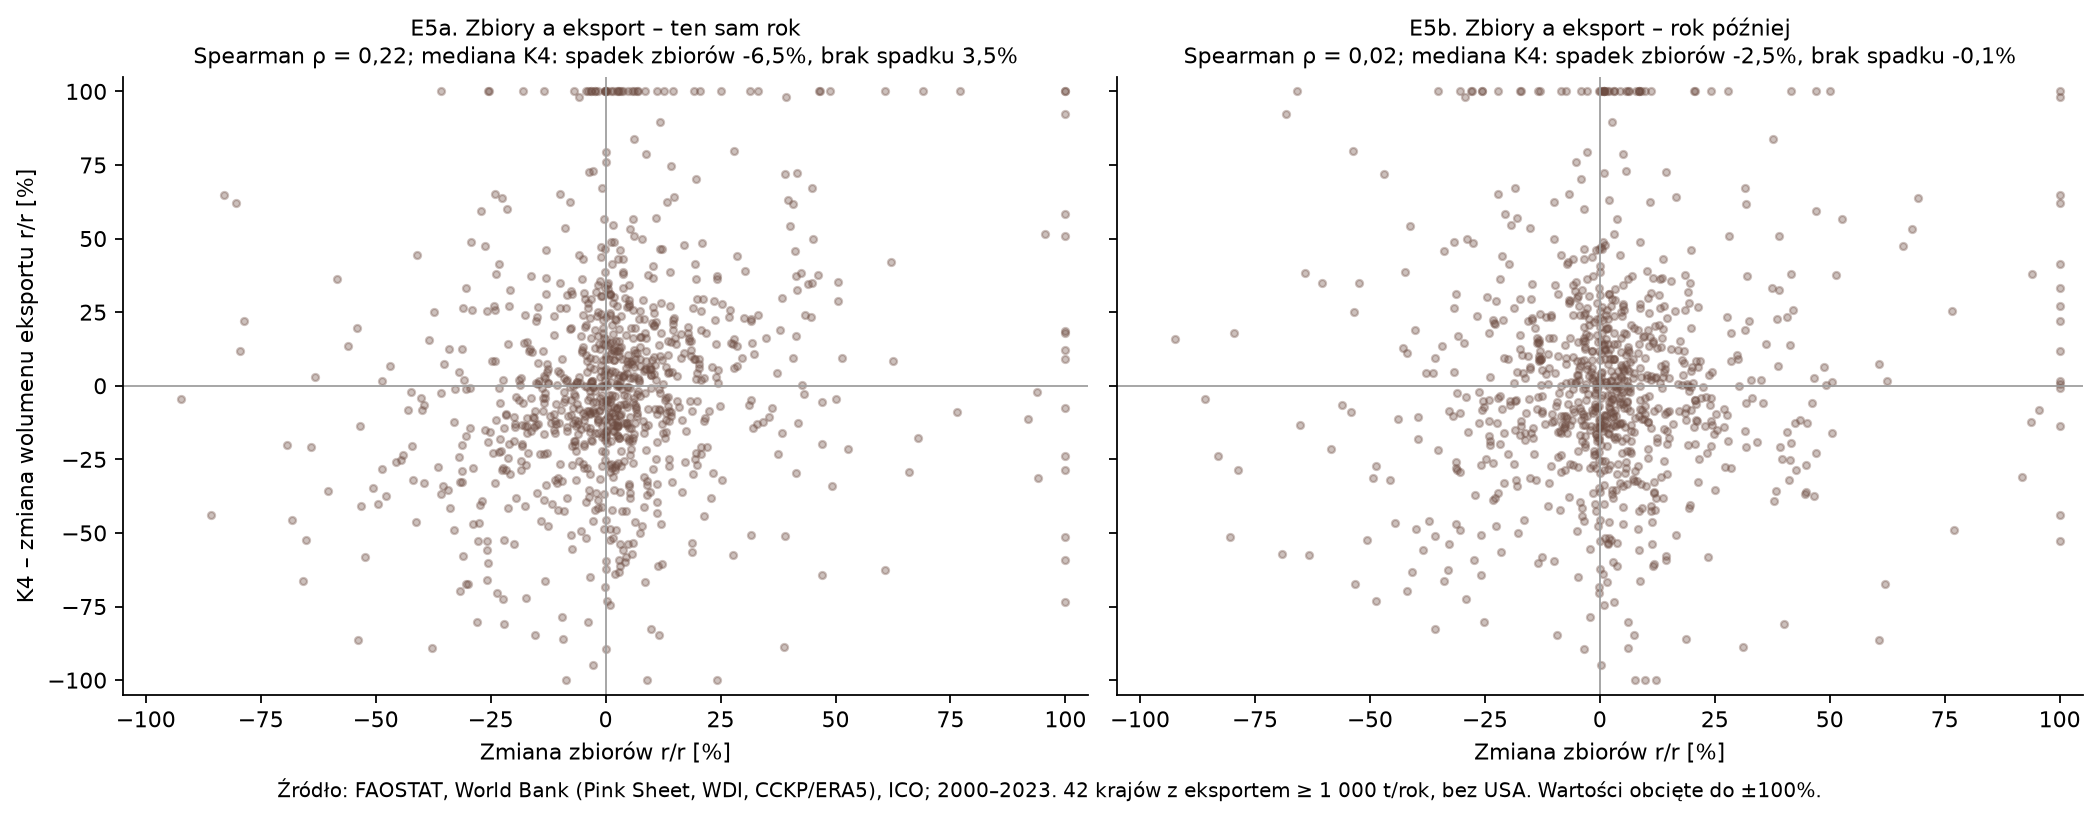 E5a. Zbiory a eksport – ten sam rok
Spearman ρ = 0,22; mediana K4: spadek zbiorów -6,5%, brak spadku 3,5%
K4 – zmiana wolumenu eksportu r/r [%]
100
75
50
25
0
−25
−50
−75
−100
−100 −75 −50 −25 0 25 50 75 100
Zmiana zbiorów r/r [%]
E5b. Zbiory a eksport – rok później
Spearman ρ = 0,02; mediana K4: spadek zbiorów -2,5%, brak spadku -0,1%
−100 −75 −50 −25 0 25 50 75 100
Zmiana zbiorów r/r [%]
Źródło: FAOSTAT, World Bank (Pink Sheet, WDI, CCKP/ERA5), ICO; 2000–2023. 42 krajów z eksportem ≥ 1 000 t/rok, bez USA. Wartości obcięte do ±100%.